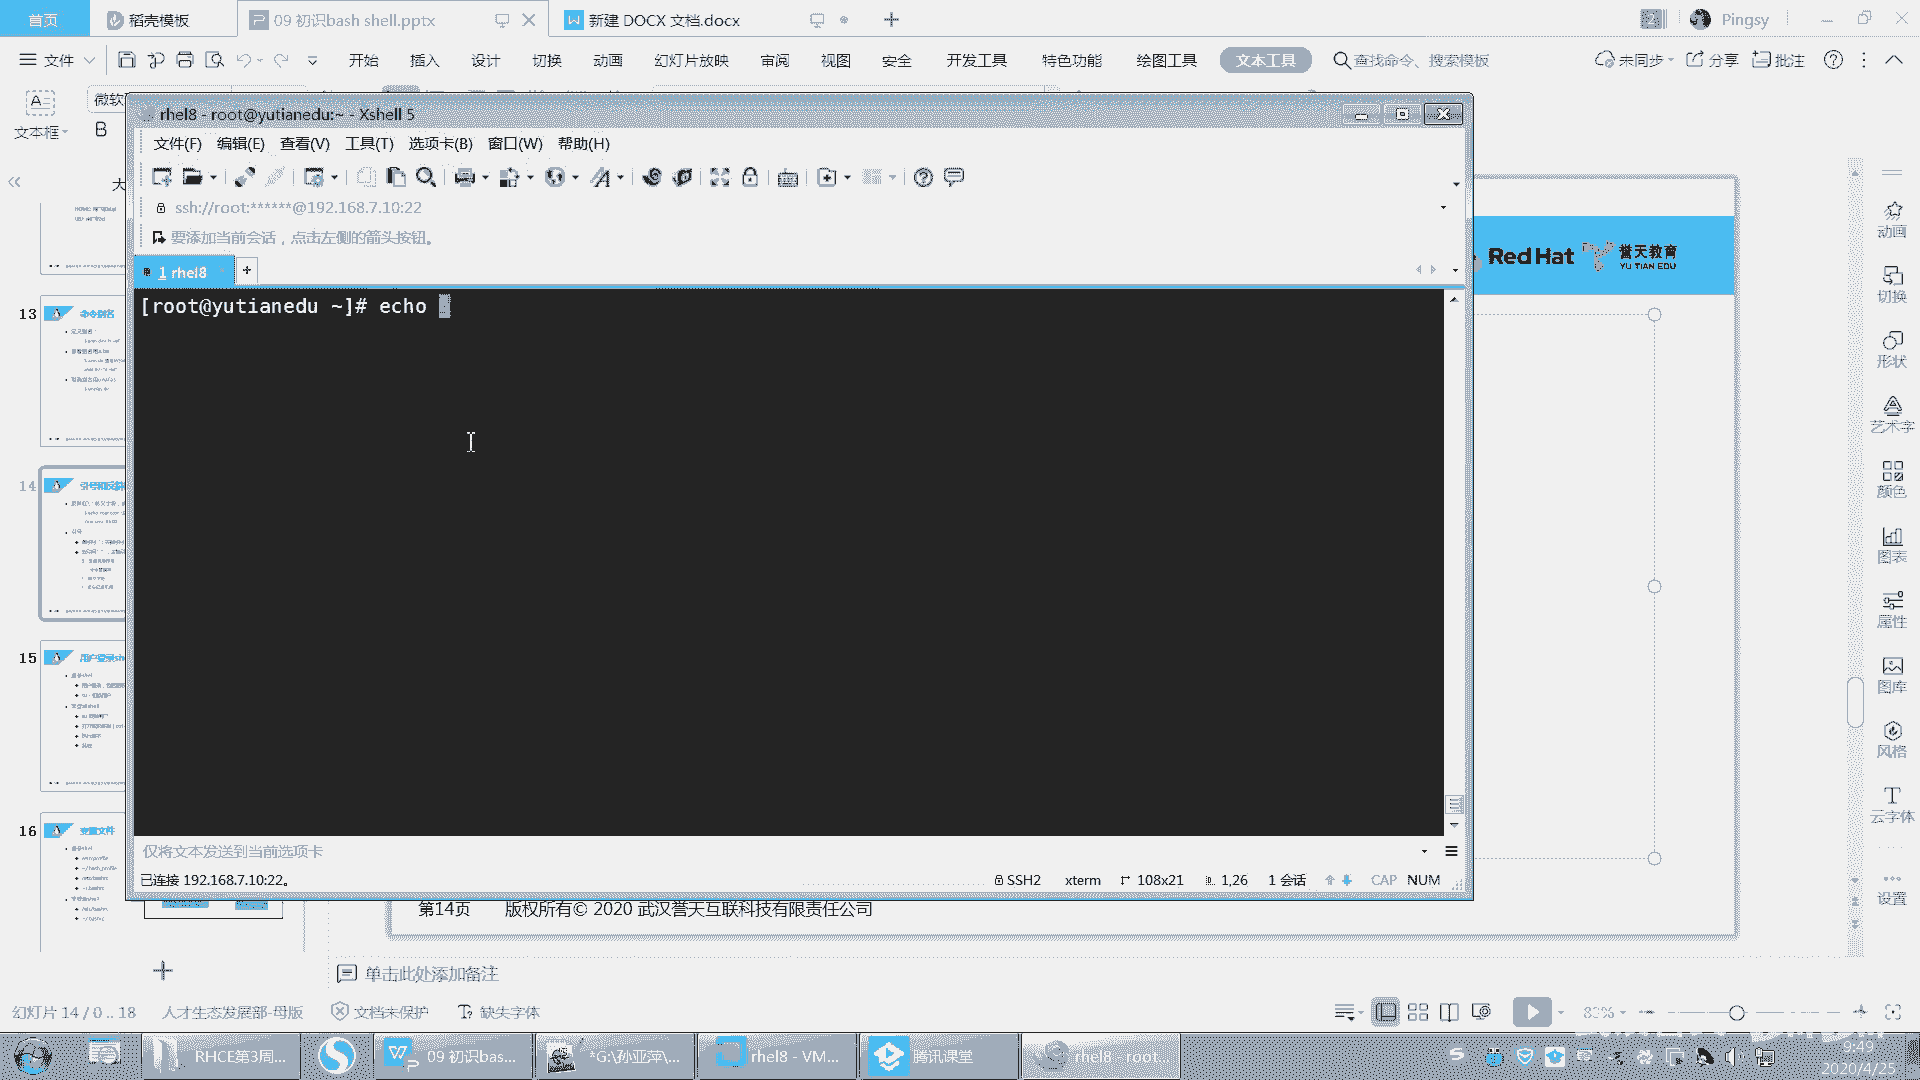 首页
稻壳模板
09 初识bash shell.pptx
新建 DOCX 文档.docx
Pingsy
文件
开始
插入
设计
切换
动画
幻灯片放映
审阅
视图
安全
开发工具
特色功能
绘图工具
文本工具
查找命令、搜索模板
未同步
分享
批注
文本框
B
rhel8 - root@yutianedu:~ - Xshell 5
文件(F)
编辑(E)
查看(V)
工具(T)
选项卡(B)
窗口(W)
帮助(H)
ssh://root:******@192.168.7.10:22
要添加当前会话，点击左侧的箭头按钮。
1 rhel8
[root@yutianedu ~]# echo
仅将文本发送到当前选项卡
已连接 192.168.7.10:22。
SSH2
xterm
108x21
1,26
1 会话
CAP
NUM
Red Hat
誉天教育
YU TIAN EDU
13
命令别名
14
15
16
变量文件
动画
切换
形状
艺术字
颜色
图表
属性
图库
风格
云字体
设置
第14页
版权所有© 2020 武汉誉天互联科技有限责任公司
单击此处添加备注
幻灯片 14 / 0 .. 18
人才生态发展部-母版
文档未保护
缺失字体
RHCE第3周...
09 初识bas...
*G:\孙亚萍\...
rhel8 - VM...
腾讯课堂
rhel8 - root...
9:49
2020/4/25